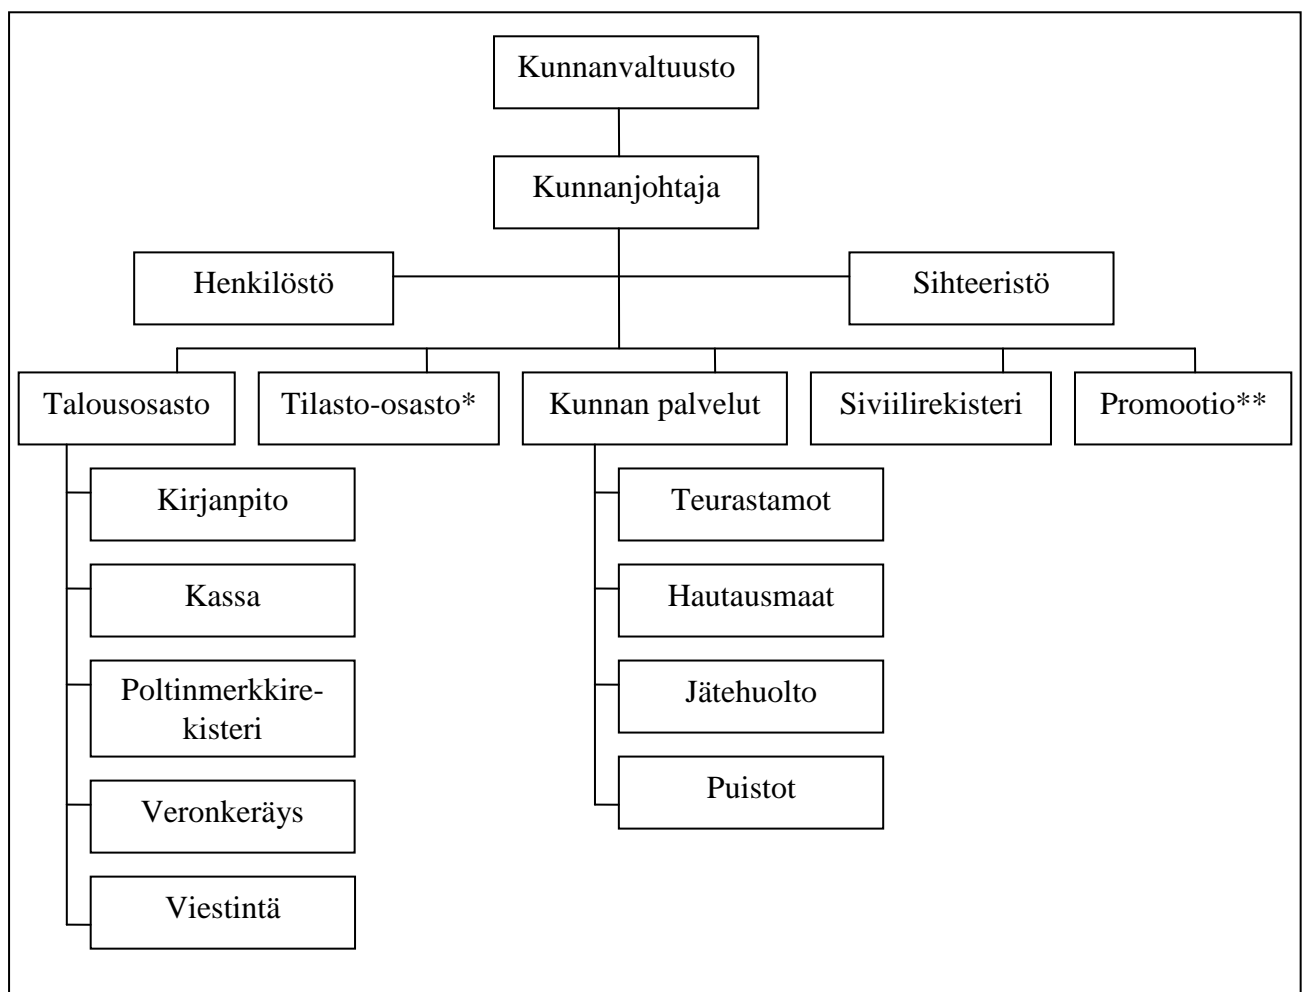 Kunnanvaltuusto
Kunnanjohtaja
Henkilöstö
Sihteeristö
Talousosasto
Tilasto-osasto*
Kunnan palvelut
Siviilirekisteri
Promootio**
Kirjanpito
Kassa
Poltinmerkkire-
kisteri
Veronkeräys
Viestintä
Teurastamot
Hautausmaat
Jätehuolto
Puistot